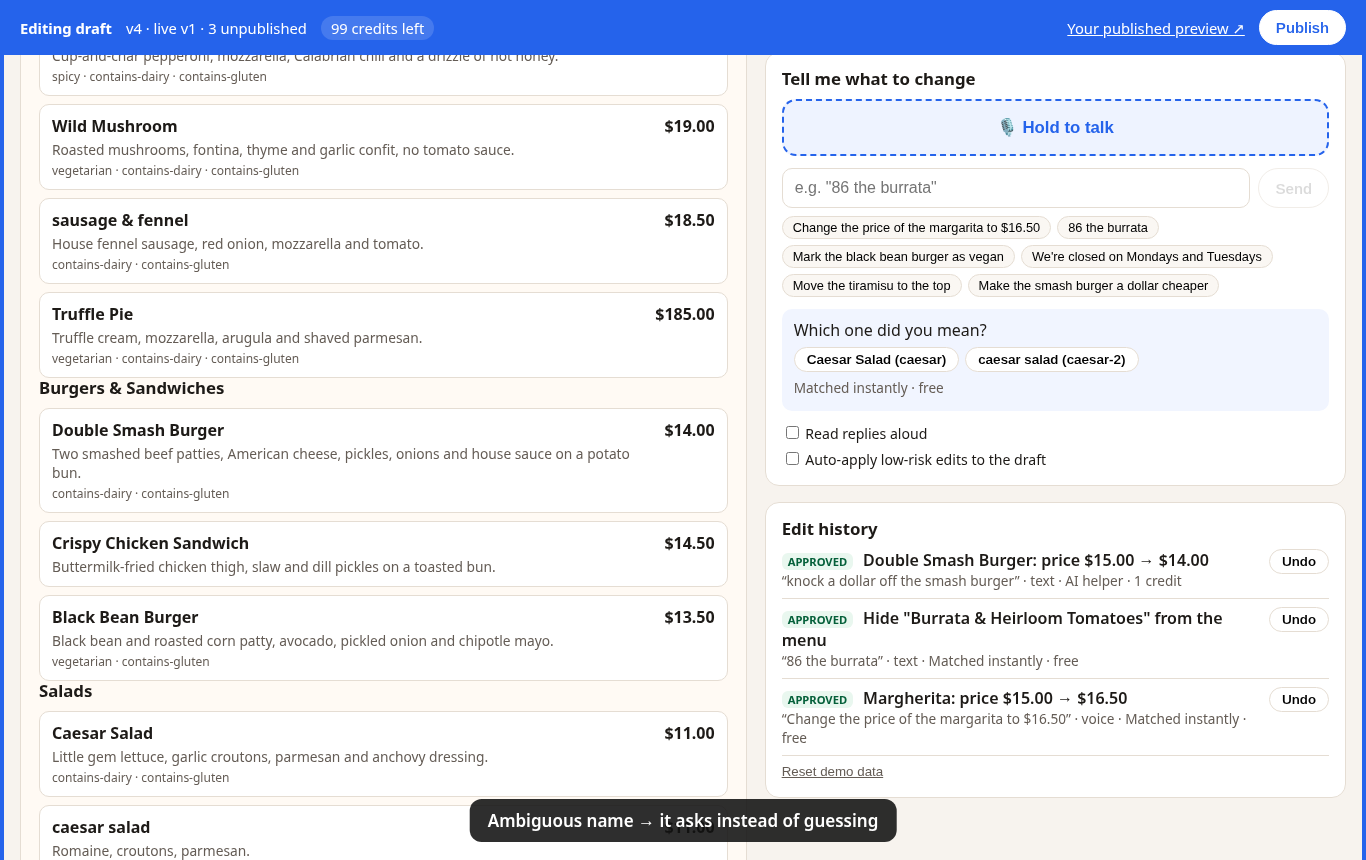 Editing draft v4 · live v1 · 3 unpublished 99 credits left
Your published preview ↗ Publish
Cup-and-char pepperoni, mozzarella, Calabrian chili and a drizzle of hot honey.
spicy · contains-dairy · contains-gluten
Wild Mushroom $19.00
Roasted mushrooms, fontina, thyme and garlic confit, no tomato sauce.
vegetarian · contains-dairy · contains-gluten
sausage & fennel $18.50
House fennel sausage, red onion, mozzarella and tomato.
contains-dairy · contains-gluten
Truffle Pie $185.00
Truffle cream, mozzarella, arugula and shaved parmesan.
vegetarian · contains-dairy · contains-gluten
Burgers & Sandwiches
Double Smash Burger $14.00
Two smashed beef patties, American cheese, pickles, onions and house sauce on a potato
bun.
contains-dairy · contains-gluten
Crispy Chicken Sandwich $14.50
Buttermilk-fried chicken thigh, slaw and dill pickles on a toasted bun.
Black Bean Burger $13.50
Black bean and roasted corn patty, avocado, pickled onion and chipotle mayo.
vegetarian · contains-gluten
Salads
Caesar Salad $11.00
Little gem lettuce, garlic croutons, parmesan and anchovy dressing.
contains-dairy · contains-gluten
caesar salad
Romaine, croutons, parmesan.
Tell me what to change
🎙️ Hold to talk
e.g. "86 the burrata" Send
Change the price of the margarita to $16.50 86 the burrata
Mark the black bean burger as vegan We're closed on Mondays and Tuesdays
Move the tiramisu to the top Make the smash burger a dollar cheaper
Which one did you mean?
Caesar Salad (caesar) caesar salad (caesar-2)
Matched instantly · free
Read replies aloud
Auto-apply low-risk edits to the draft
Edit history
APPROVED Double Smash Burger: price $15.00 → $14.00 Undo
“knock a dollar off the smash burger” · text · AI helper · 1 credit
APPROVED Hide "Burrata & Heirloom Tomatoes" from the Undo
menu
“86 the burrata” · text · Matched instantly · free
APPROVED Margherita: price $15.00 → $16.50 Undo
“Change the price of the margarita to $16.50” · voice · Matched instantly ·
free
Reset demo data
Ambiguous name → it asks instead of guessing